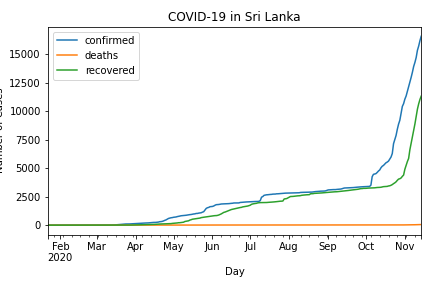 COVID-19 in Sri Lanka
confirmed
deaths
recovered
15000
12500
10000
7500
5000
2500
0
Feb Mar Apr May Jun Jul Aug Sep Oct Nov
2020
Day